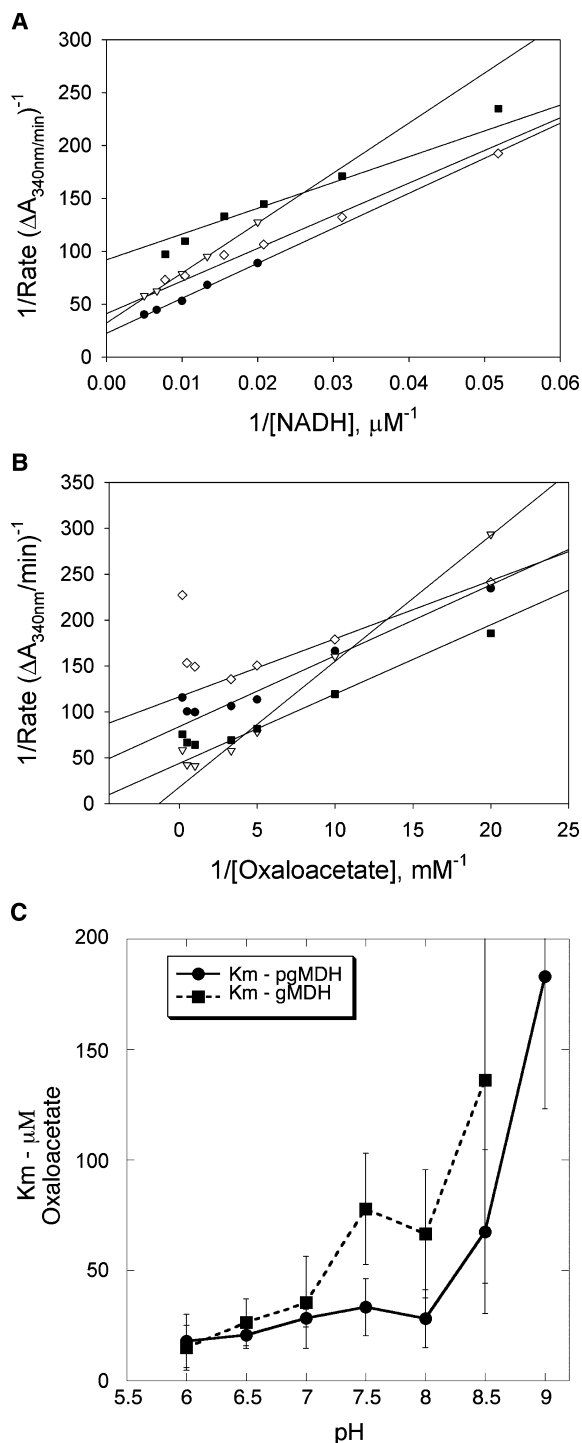 A
1/Rate (ΔA340nm/min)-1
300
250
200
150
100
50
0
0.00 0.01 0.02 0.03 0.04 0.05 0.06
1/[NADH], μM-1
B
1/Rate (ΔA340nm/min)-1
350
300
250
200
150
100
50
0
0 5 10 15 20 25
1/[Oxaloacetate], mM-1
C
Km - μM
Oxaloacetate
200
150
100
50
0
Km - pgMDH
Km - gMDH
5.5 6 6.5 7 7.5 8 8.5 9
pH